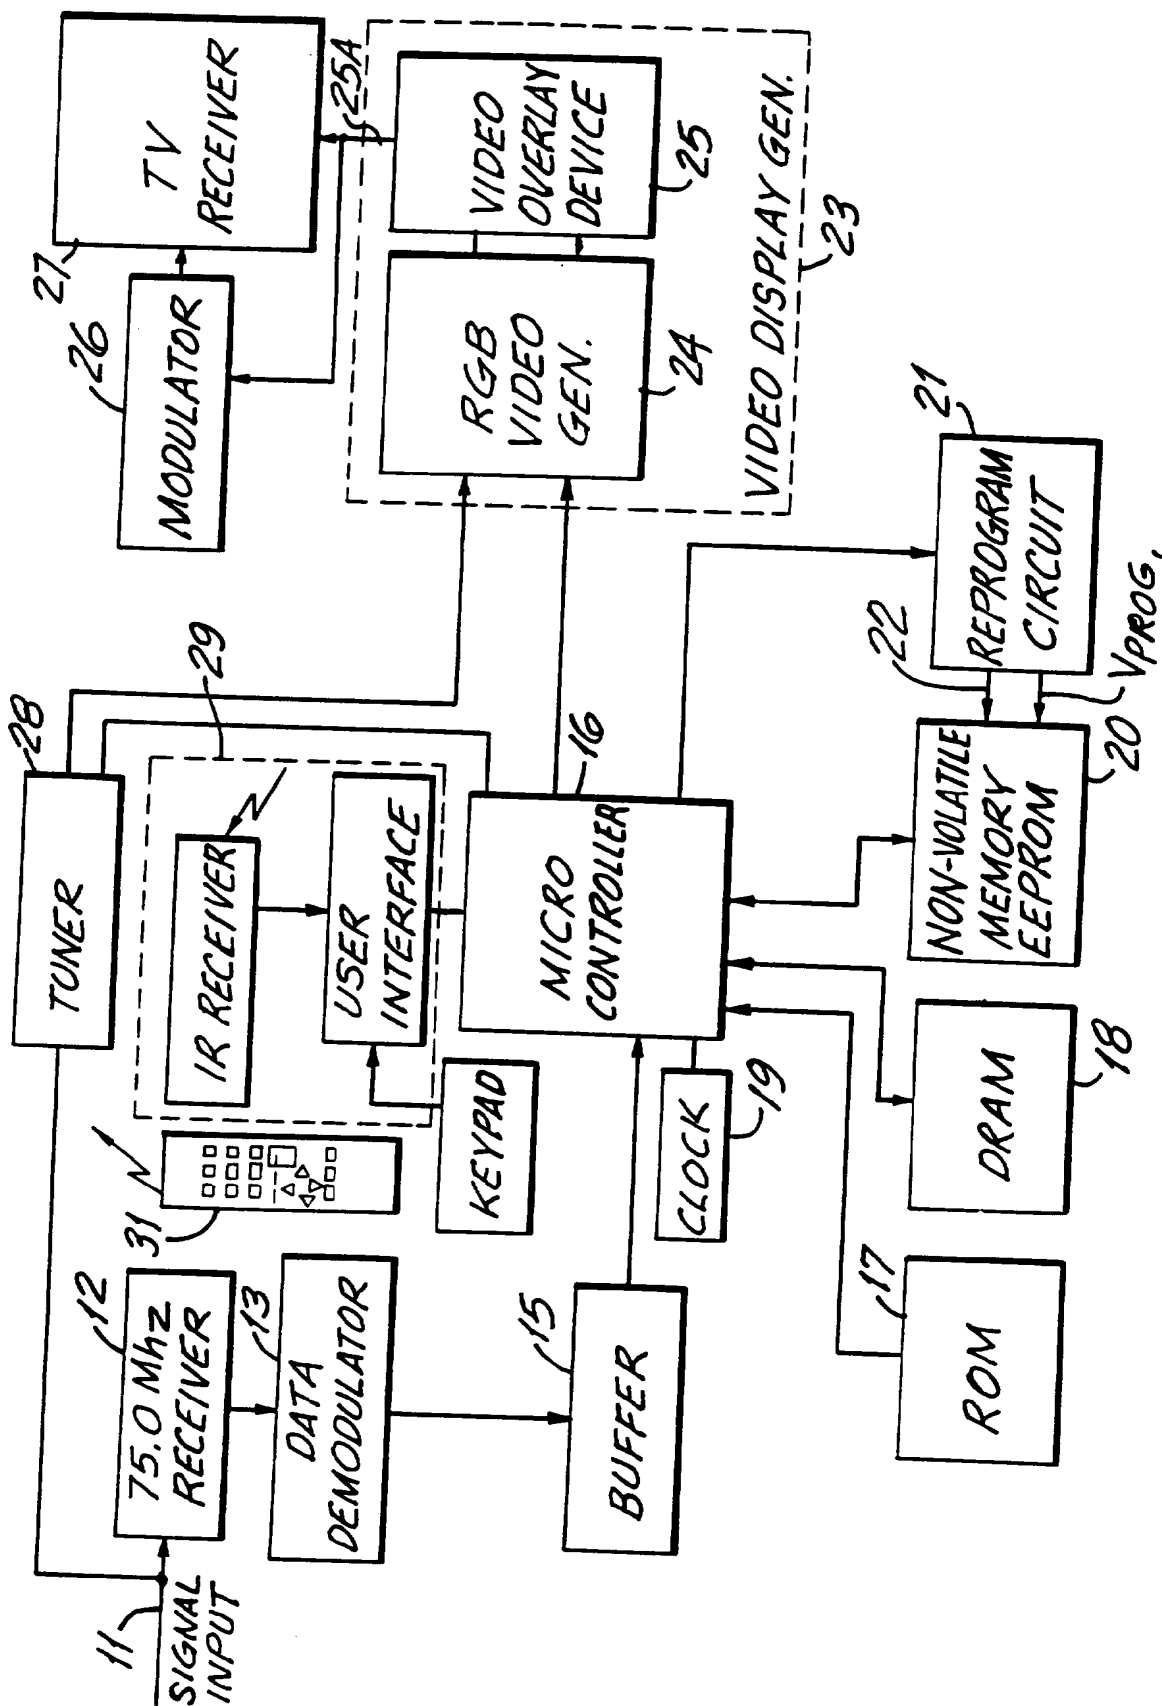 11
SIGNAL
INPUT
12
75.0 Mhz
RECEIVER
13
DATA
DEMODULATOR
15
BUFFER
17
ROM
31
28
TUNER
29
IR RECEIVER
USER
INTERFACE
KEYPAD
16
MICRO
CONTROLLER
CLOCK
19
DRAM
18
NON-VOLATILE
MEMORY
EEPROM
20
22
VPROG.
21
REPROGRAM
CIRCUIT
26
MODULATOR
27
TV
RECEIVER
25A
RGB
VIDEO
GEN.
24
VIDEO
OVERLAY
DEVICE
25
VIDEO DISPLAY GEN.
23